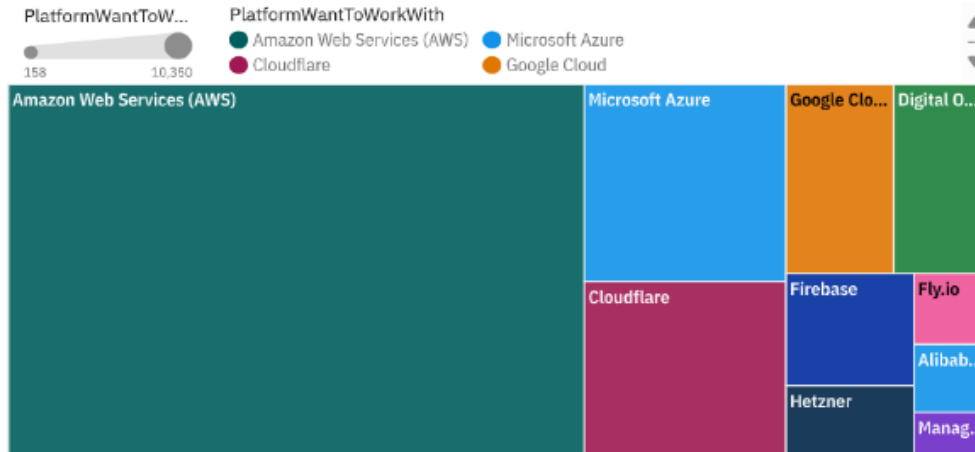 PlatformWantToW...
158
10,350
PlatformWantToWorkWith
Amazon Web Services (AWS)
Microsoft Azure
Cloudflare
Google Cloud
Amazon Web Services (AWS)
Microsoft Azure
Google Clo...
Digital O...
Cloudflare
Firebase
Fly.io
Alibab...
Hetzner
Manag...